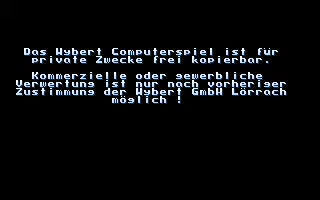 Das Wybert Computerspiel ist für
private Zwecke frei kopierbar.
Kommerzielle oder gewerbliche
Verwertung ist nur nach vorheriger
Zustimmung der Wybert GmbH Lörrach
möglich !